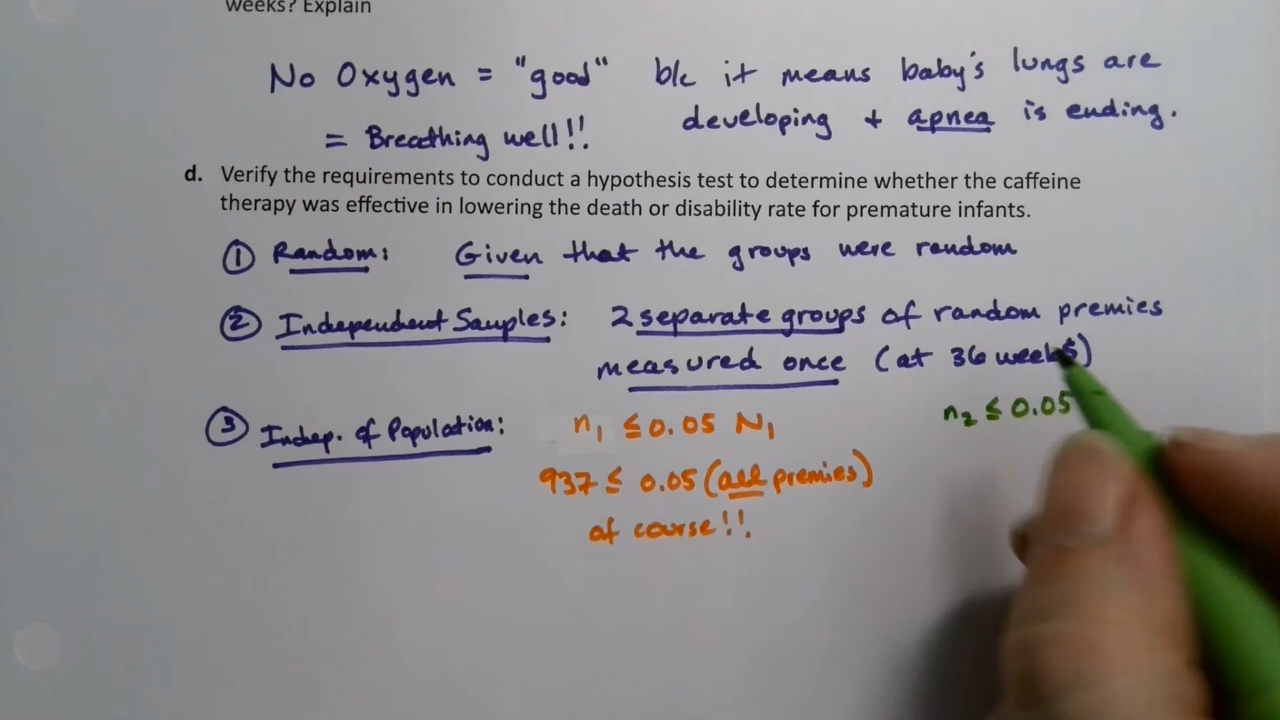 weeks? Explain
No Oxygen = "good" b/c it means baby's lungs are
= Breathing well!! developing + apnea is ending.
d. Verify the requirements to conduct a hypothesis test to determine whether the caffeine
therapy was effective in lowering the death or disability rate for premature infants.
① Random: Given that the groups were random
② Independent Samples: 2 separate groups of random premies
measured once (at 36 weeks)
③ Indep. of Population: n₁ ≤ 0.05 N₁ n₂ ≤ 0.05
937 ≤ 0.05 (all premies)
of course!!